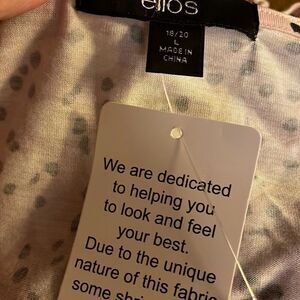 ellos
18/20
L
MADE IN
CHINA
We are dedicated
to helping you
to look and feel
your best.
Due to the unique
nature of this fabric
some